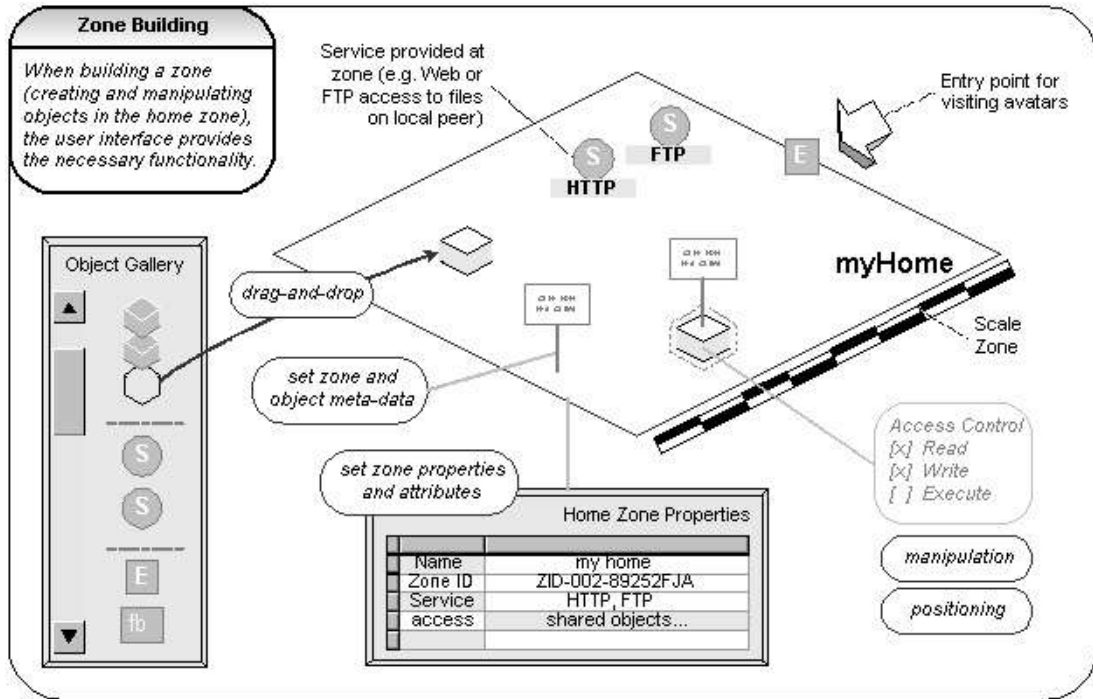 Zone Building
When building a zone
(creating and manipulating
objects in the home zone),
the user interface provides
the necessary functionality.
Service provided at
zone (e.g. Web or
FTP access to files
on local peer)
S
FTP
S
HTTP
E
Entry point for
visiting avatars
Object Gallery
drag-and-drop
myHome
Scale
Zone
set zone and
object meta-data
S
S
E
fb
Access Control
[x] Read
[x] Write
[ ] Execute
set zone properties
and attributes
Home Zone Properties
Name my home
Zone ID ZID-002-89252FJA
Service HTTP, FTP
access shared objects...
manipulation
positioning